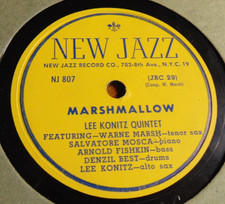 NEW JAZZ
NEW JAZZ RECORD CO., 782-8th Ave., N.Y.C. 19
NJ 807
(JRC 29)
(Comp. W. Marsh)
MARSHMALLOW
LEE KONITZ QUINTET
FEATURING—WARNE MARSH—tenor sax
SALVATORE MOSCA—piano
ARNOLD FISHKIN—bass
DENZIL BEST—drums
LEE KONITZ—alto sax